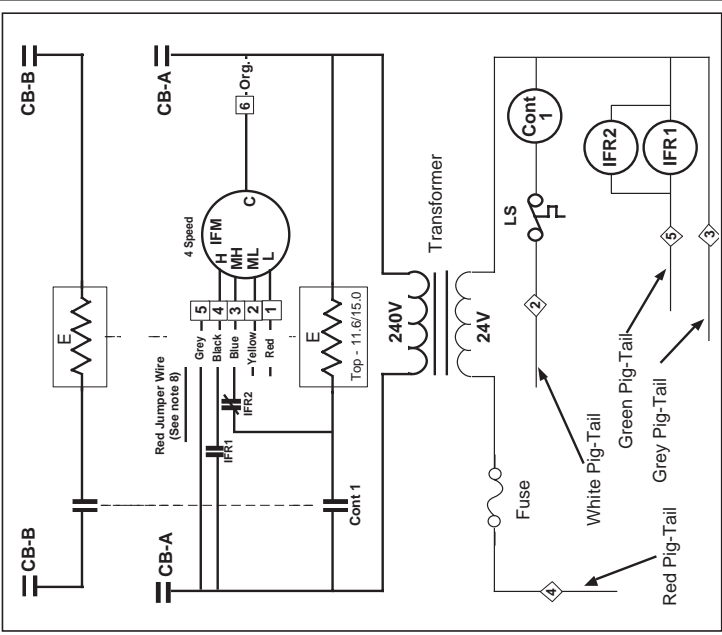 CB-B
CB-B
E
CB-A
CB-A
Red Jumper Wire
(See note 8)
4 Speed
IFM
H
MH
ML
L
C
5
4
3
2
1
Grey
Black
Blue
Yellow
Red
6
Org.
IFR1
IFR2
Cont 1
E
Top - 11.6/15.0
240V
24V
Transformer
Fuse
LS
Cont
1
IFR2
IFR1
4
2
5
3
Red Pig-Tail
White Pig-Tail
Green Pig-Tail
Grey Pig-Tail